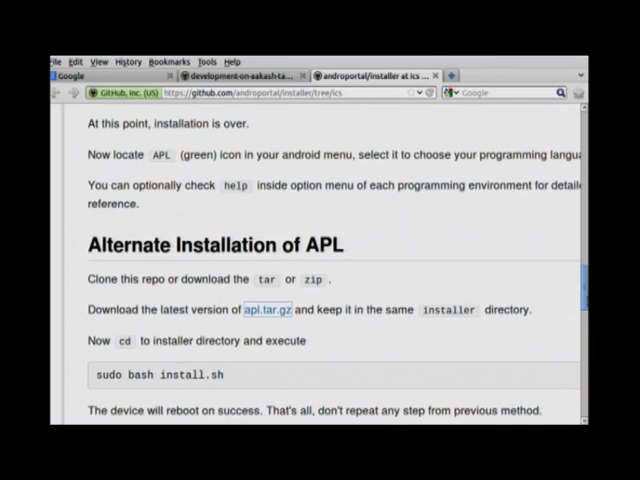 File Edit View History Bookmarks Tools Help
Google development-on-aakash-ta... androportal/installer at ics ...
GitHub, Inc. (US) https://github.com/androportal/installer/tree/ics Google
At this point, installation is over.
Now locate APL (green) icon in your android menu, select it to choose your programming langua
You can optionally check help inside option menu of each programming environment for detaile
reference.
Alternate Installation of APL
Clone this repo or download the tar or zip .
Download the latest version of apl.tar.gz and keep it in the same installer directory.
Now cd to installer directory and execute
sudo bash install.sh
The device will reboot on success. That's all, don't repeat any step from previous method.